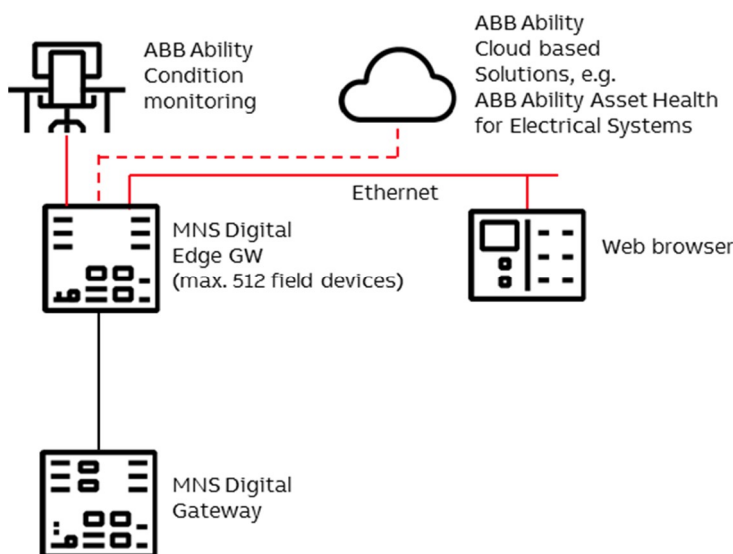 ABB Ability
Condition
monitoring
ABB Ability
Cloud based
Solutions, e.g.
ABB Ability Asset Health
for Electrical Systems
Ethernet
MNS Digital
Edge GW
(max. 512 field devices)
Web browser
MNS Digital
Gateway